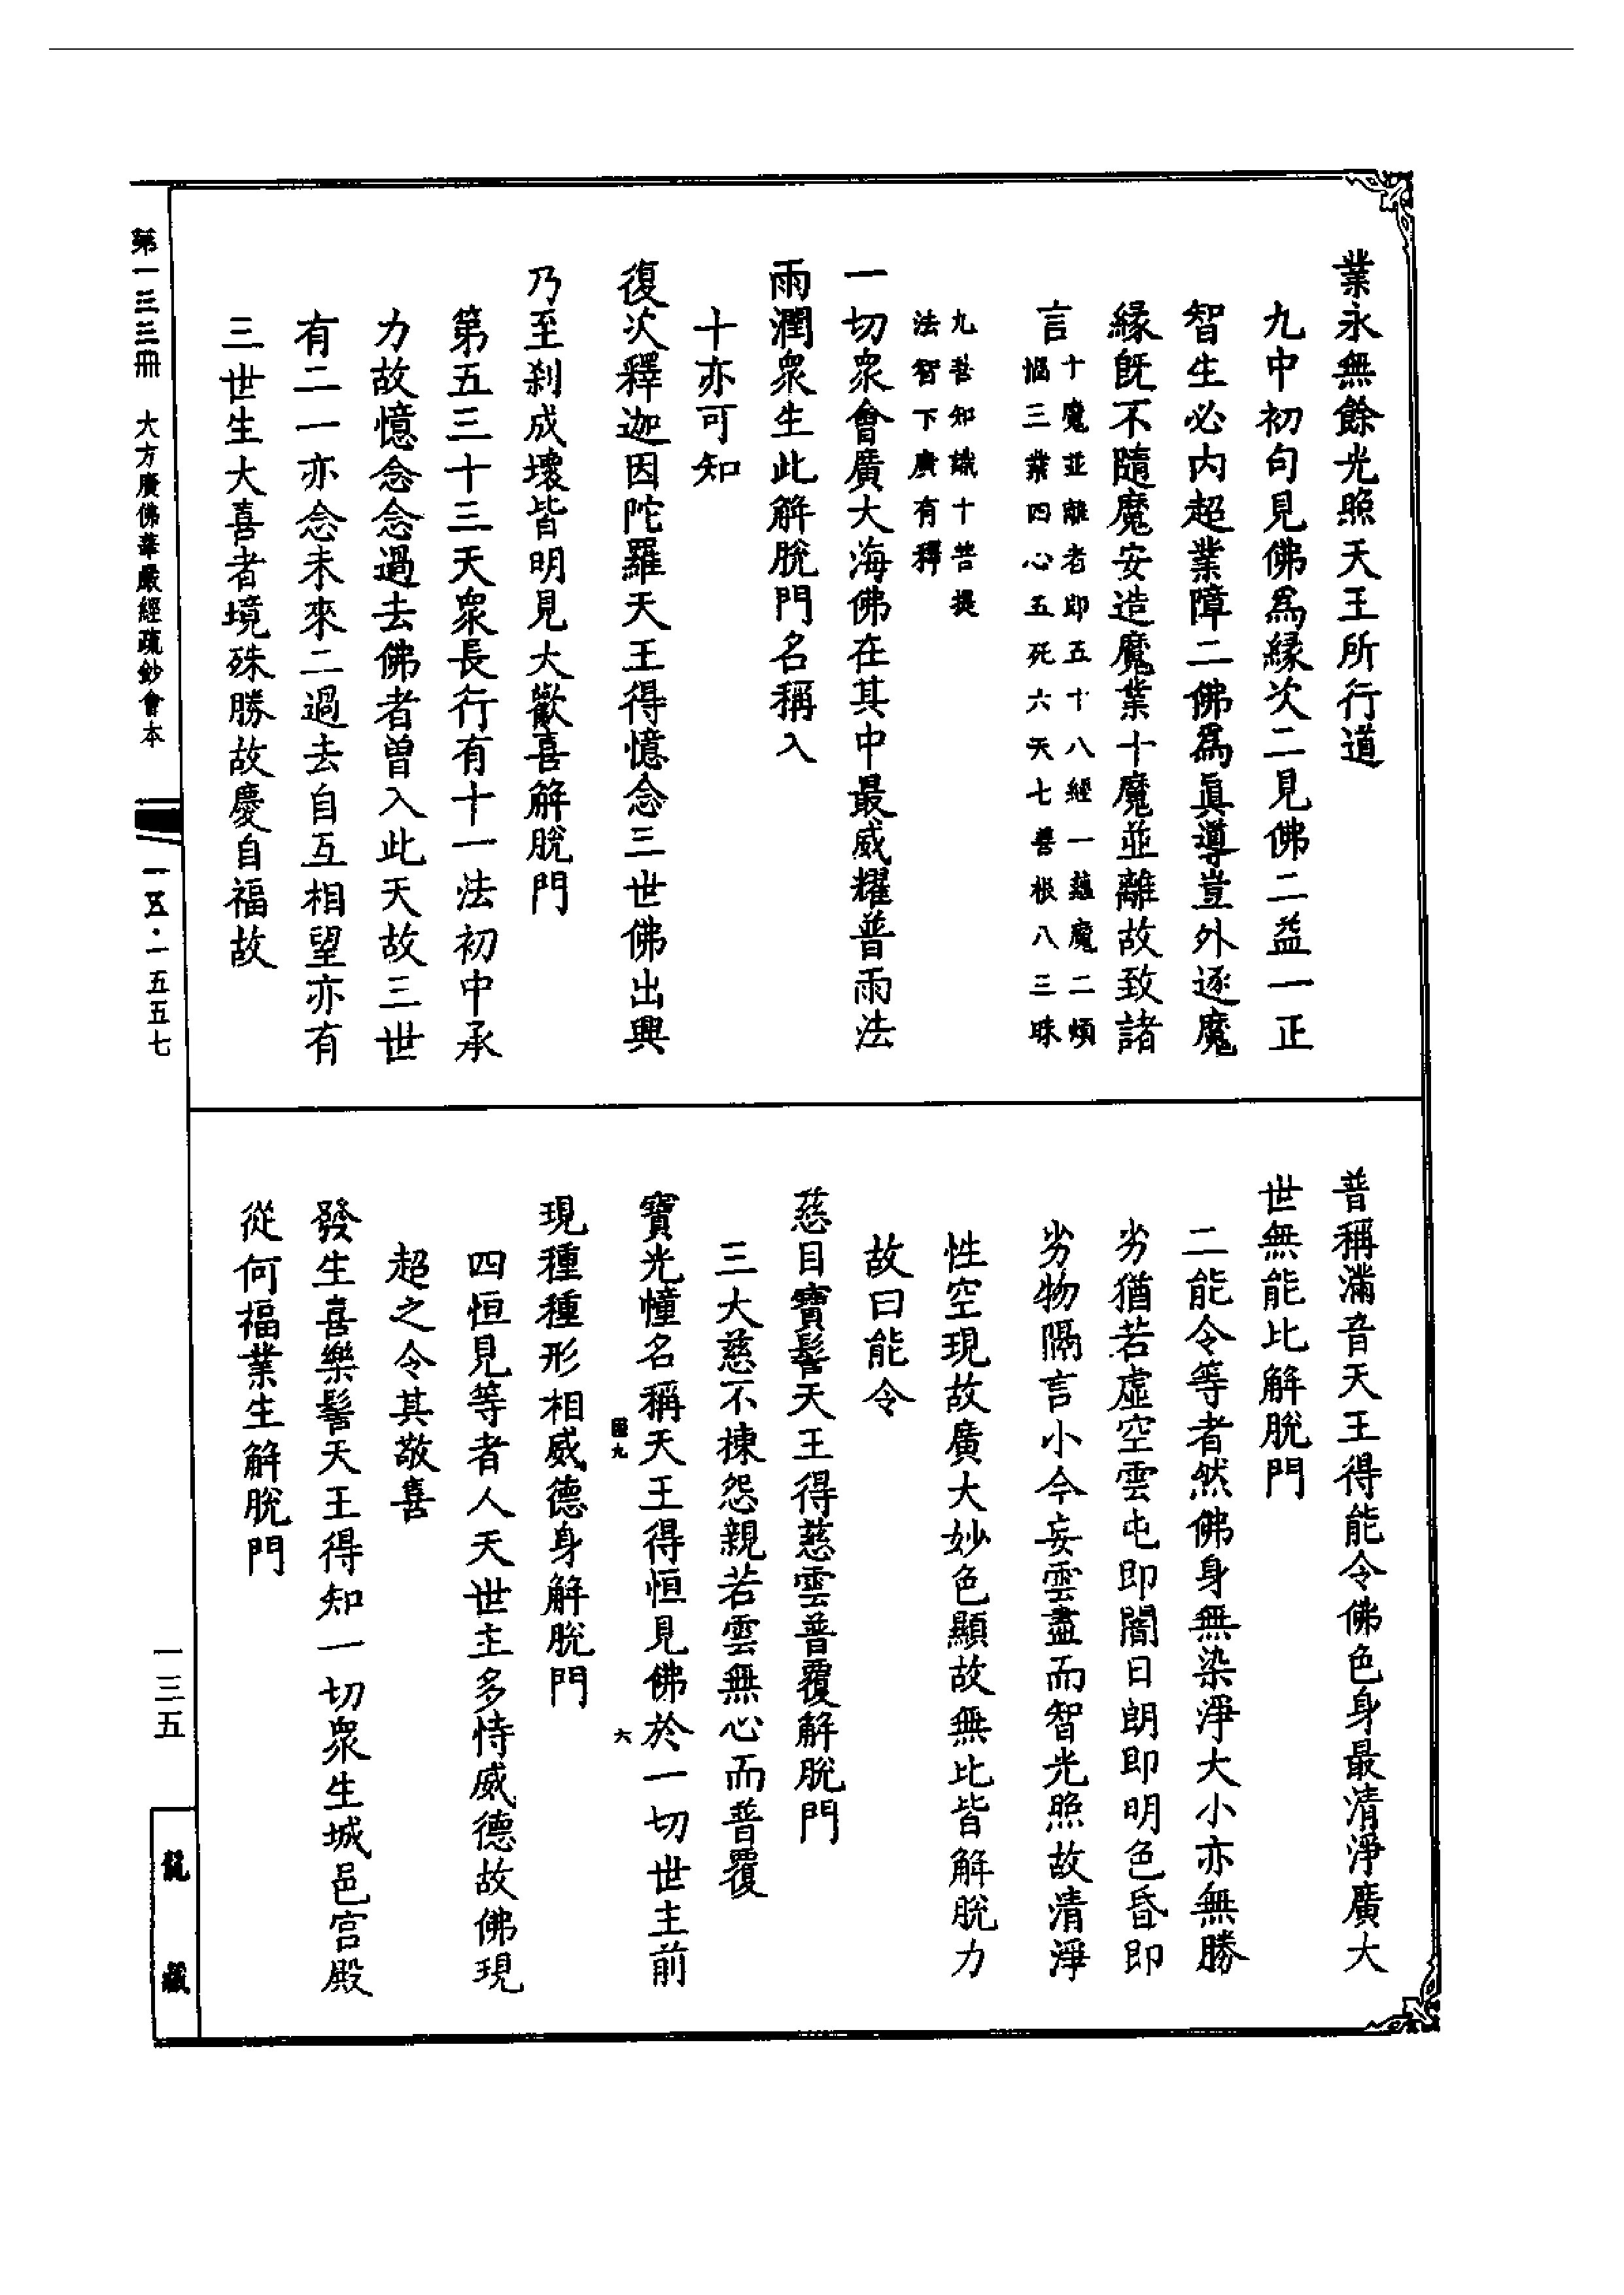 業永無餘光照天王所行道
九中初句見佛為緣次二見佛二益一正
智生必內超業障二佛為眞導豈外逐魔
緣既不隨魔安造魔業十魔並離故致諸
言
十魔並離者即五十八經一蘊魔二煩
惱三業四心五死六天七善根八三昧
九善知識十菩提
法智下廣有釋
一切眾會廣大海佛在其中最威耀普雨法
雨潤眾生此解脫門名稱入
十亦可知
復次釋迦因陀羅天王得憶念三世佛出興
乃至剎成壞皆明見大歡喜解脫門
第五三十三天眾長行有十一法初中承
力故憶念念過去佛者曾入此天故三世
有二一亦念未來二過去自互相望亦有
三世生大喜者境殊勝故慶自福故
普稱滿音天王得能令佛色身最清淨廣大
世無能比解脫門
二能令等者然佛身無染淨大小亦無勝
劣猶若虛空雲屯即闇日朗即明色昏即
劣物隔言小今妄雲盡而智光照故清淨
性空現故廣大妙色顯故無比皆解脫力
故曰能令
慈目寶髻天王得慈雲普覆解脫門
三大慈不揀怨親若雲無心而普覆
寶光幢名稱天王得恒見佛於一切世主前
九 六
現種種形相威德身解脫門
四恒見等者人天世主多恃威德故佛現
超之令其敬喜
發生喜樂髻天王得知一切眾生城邑宮殿
從何福業生解脫門
第一三三冊 大方廣佛華嚴經疏鈔會本 一五·一五五七
一三五
龍藏